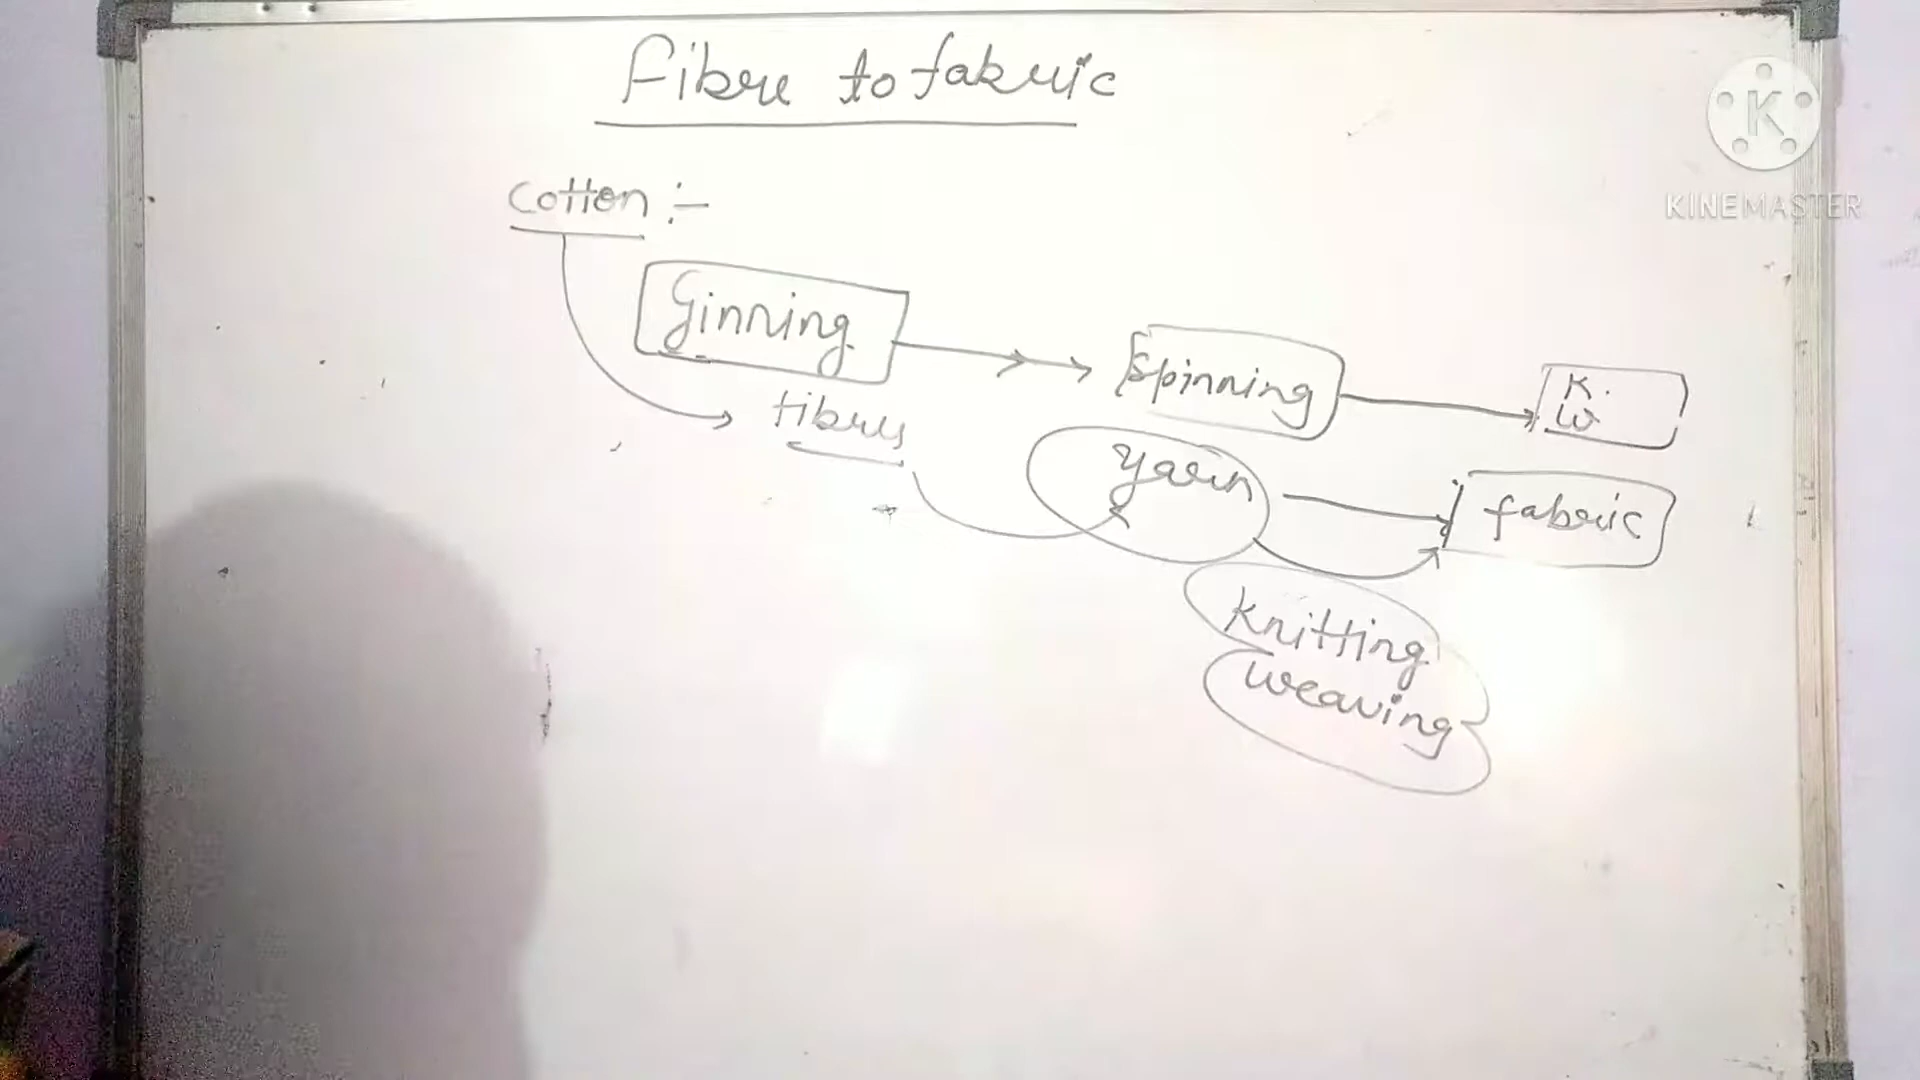 Fibre to fabric
Cotton :-
Ginning
Spinning
K.
W.
fibres
Yarn
fabric
Knitting
weaving
K
KINEMASTER